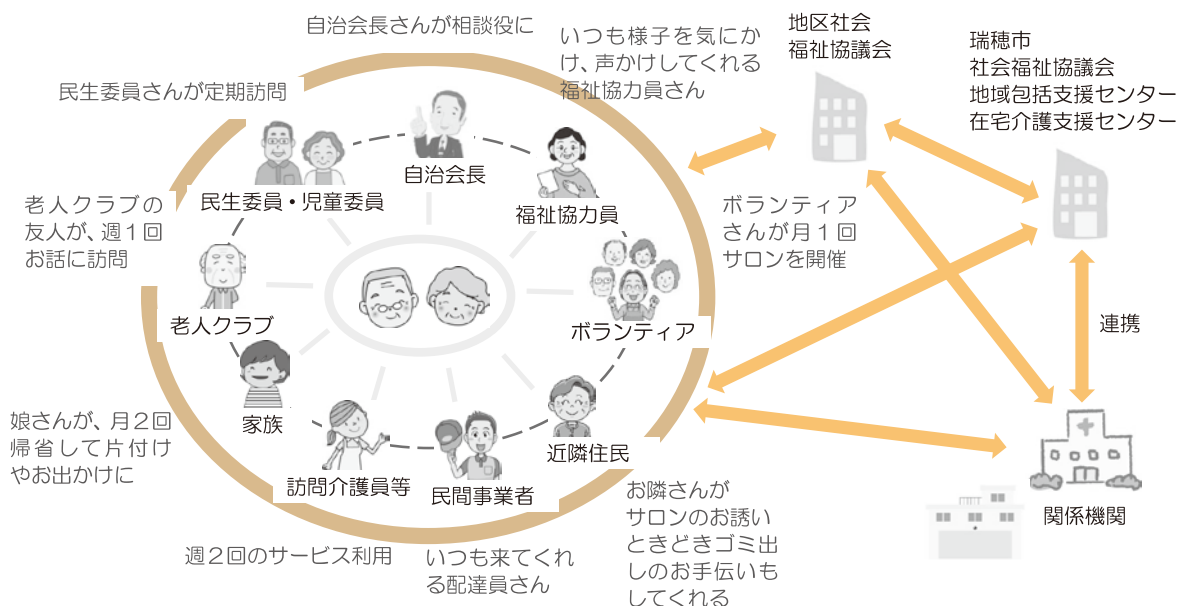 自治会長さんが相談役に
いつも様子を気にか
け、声かけしてくれる
福祉協力員さん
地区社会
福祉協議会
瑞穂市
社会福祉協議会
地域包括支援センター
在宅介護支援センター
民生委員さんが定期訪問
自治会長
民生委員・児童委員
福祉協力員
老人クラブの
友人が、週１回
お話に訪問
ボランティア
さんが月１回
サロンを開催
老人クラブ
ボランティア
連携
家族
娘さんが、月２回
帰省して片付け
やお出かけに
近隣住民
訪問介護員等
民間事業者
お隣さんが
サロンのお誘い
ときどきゴミ出
しのお手伝いも
してくれる
関係機関
週２回のサービス利用
いつも来てくれ
る配達員さん